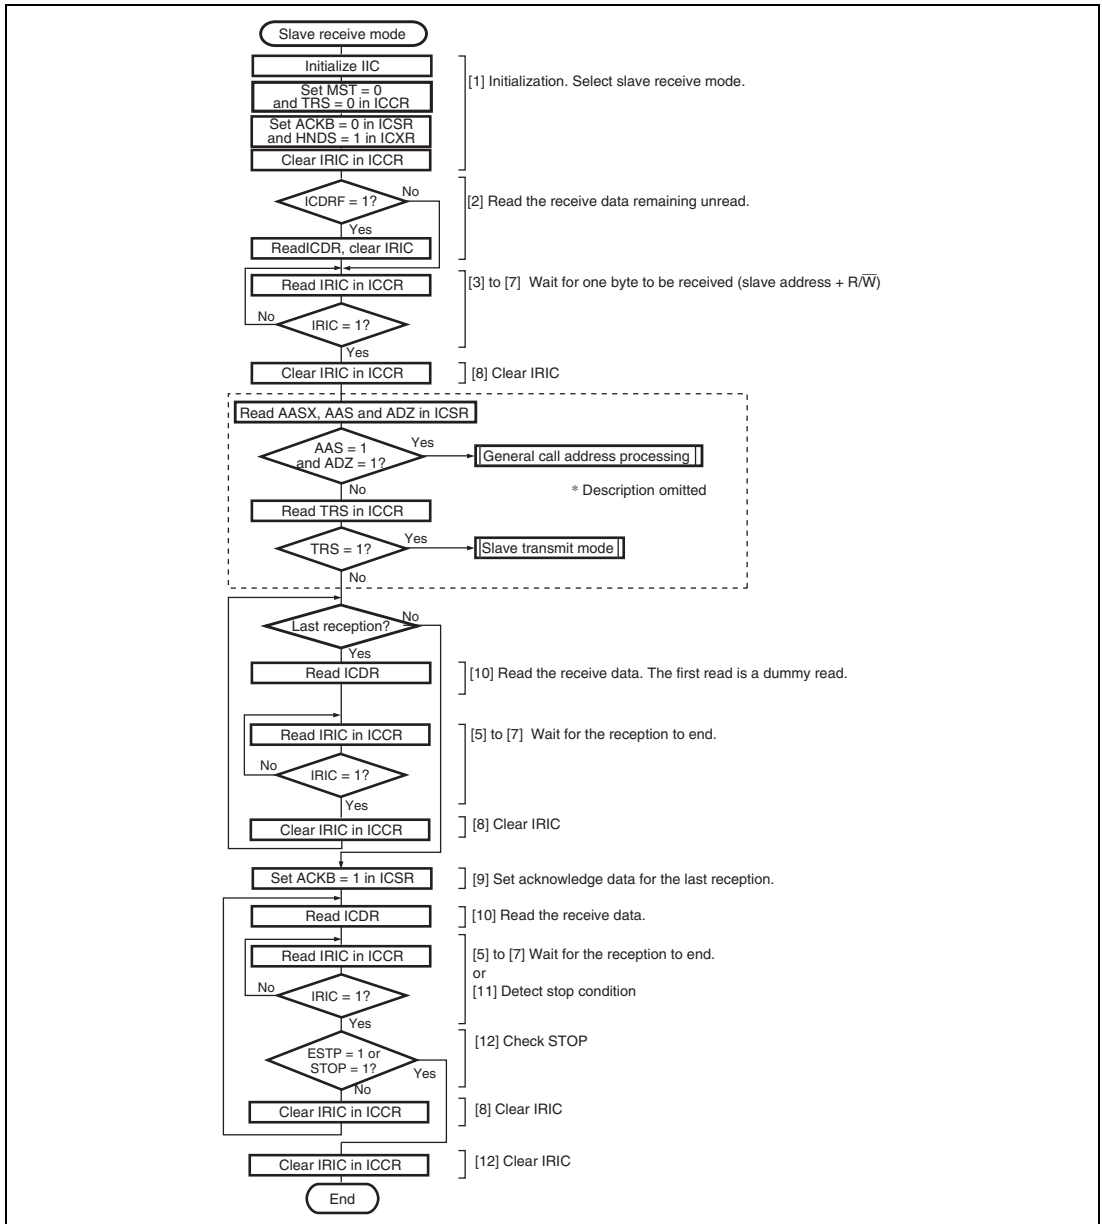 Slave receive mode
Initialize IIC
[1] Initialization. Select slave receive mode.
Set MST = 0
and TRS = 0 in ICCR
Set ACKB = 0 in ICSR
and HNDS = 1 in ICXR
Clear IRIC in ICCR
ICDRF = 1?
No
[2] Read the receive data remaining unread.
Yes
ReadICDR, clear IRIC
Read IRIC in ICCR
[3] to [7] Wait for one byte to be received (slave address + R/W̅)
No
IRIC = 1?
Yes
Clear IRIC in ICCR
[8] Clear IRIC
Read AASX, AAS and ADZ in ICSR
AAS = 1
and ADZ = 1?
Yes
General call address processing
No
* Description omitted
Read TRS in ICCR
TRS = 1?
Yes
Slave transmit mode
No
Last reception?
No
Yes
Read ICDR
[10] Read the receive data. The first read is a dummy read.
Read IRIC in ICCR
[5] to [7] Wait for the reception to end.
No
IRIC = 1?
Yes
Clear IRIC in ICCR
[8] Clear IRIC
Set ACKB = 1 in ICSR
[9] Set acknowledge data for the last reception.
Read ICDR
[10] Read the receive data.
Read IRIC in ICCR
[5] to [7] Wait for the reception to end.
or
[11] Detect stop condition
No
IRIC = 1?
Yes
[12] Check STOP
ESTP = 1 or
STOP = 1?
Yes
No
Clear IRIC in ICCR
[8] Clear IRIC
Clear IRIC in ICCR
[12] Clear IRIC
End